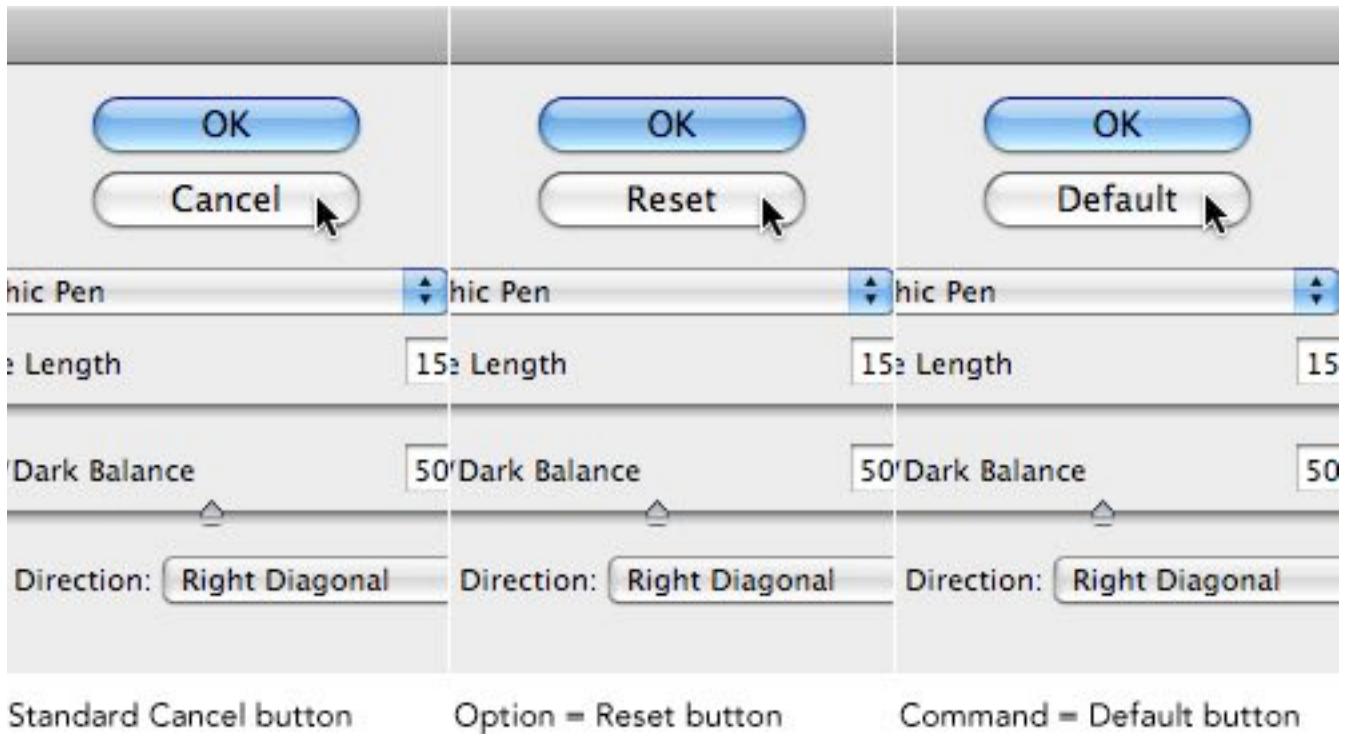 OK
Cancel
hic Pen
e Length 15
Dark Balance 50
Direction: Right Diagonal
Standard Cancel button
OK
Reset
hic Pen
e Length 15
Dark Balance 50
Direction: Right Diagonal
Option = Reset button
OK
Default
hic Pen
e Length 15
Dark Balance 50
Direction: Right Diagonal
Command = Default button